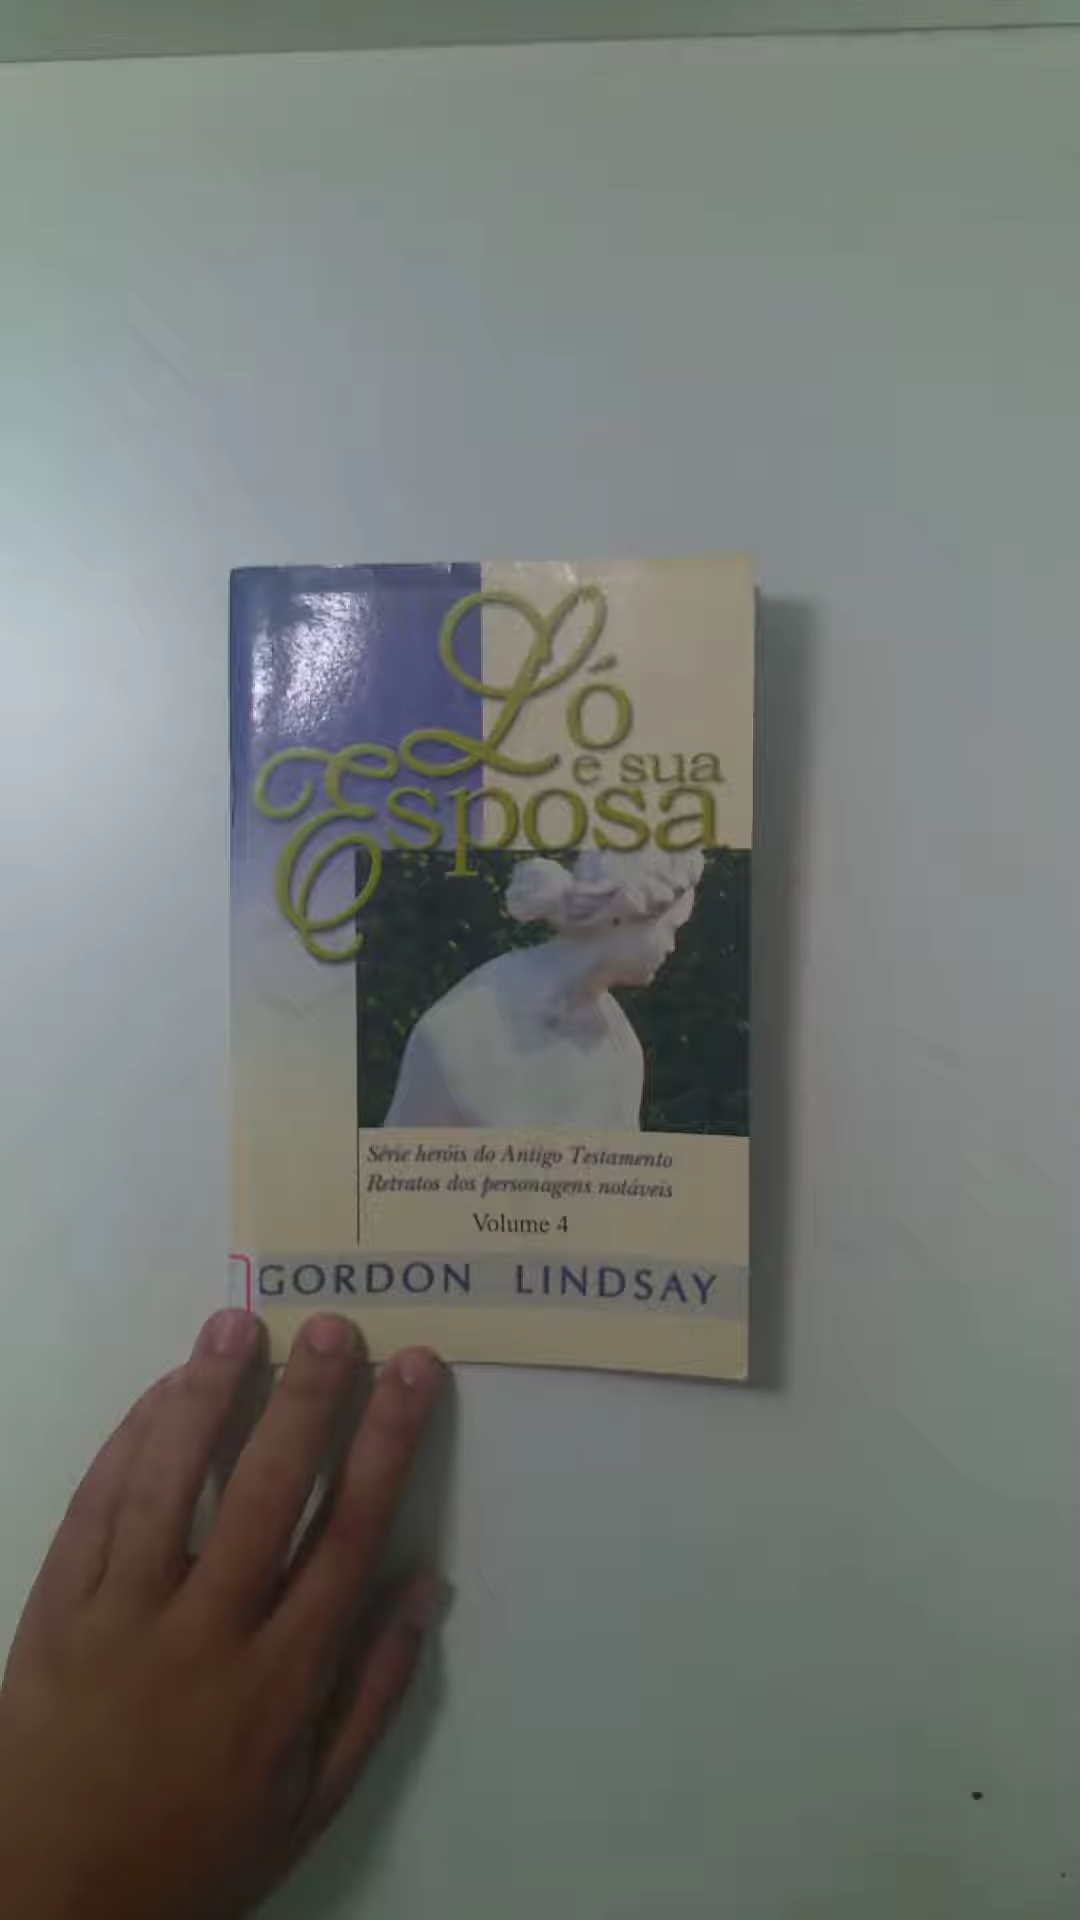 Ló
e sua
Esposa
Série heróis do Antigo Testamento
Retratos dos personagens notáveis
Volume 4
GORDON LINDSAY